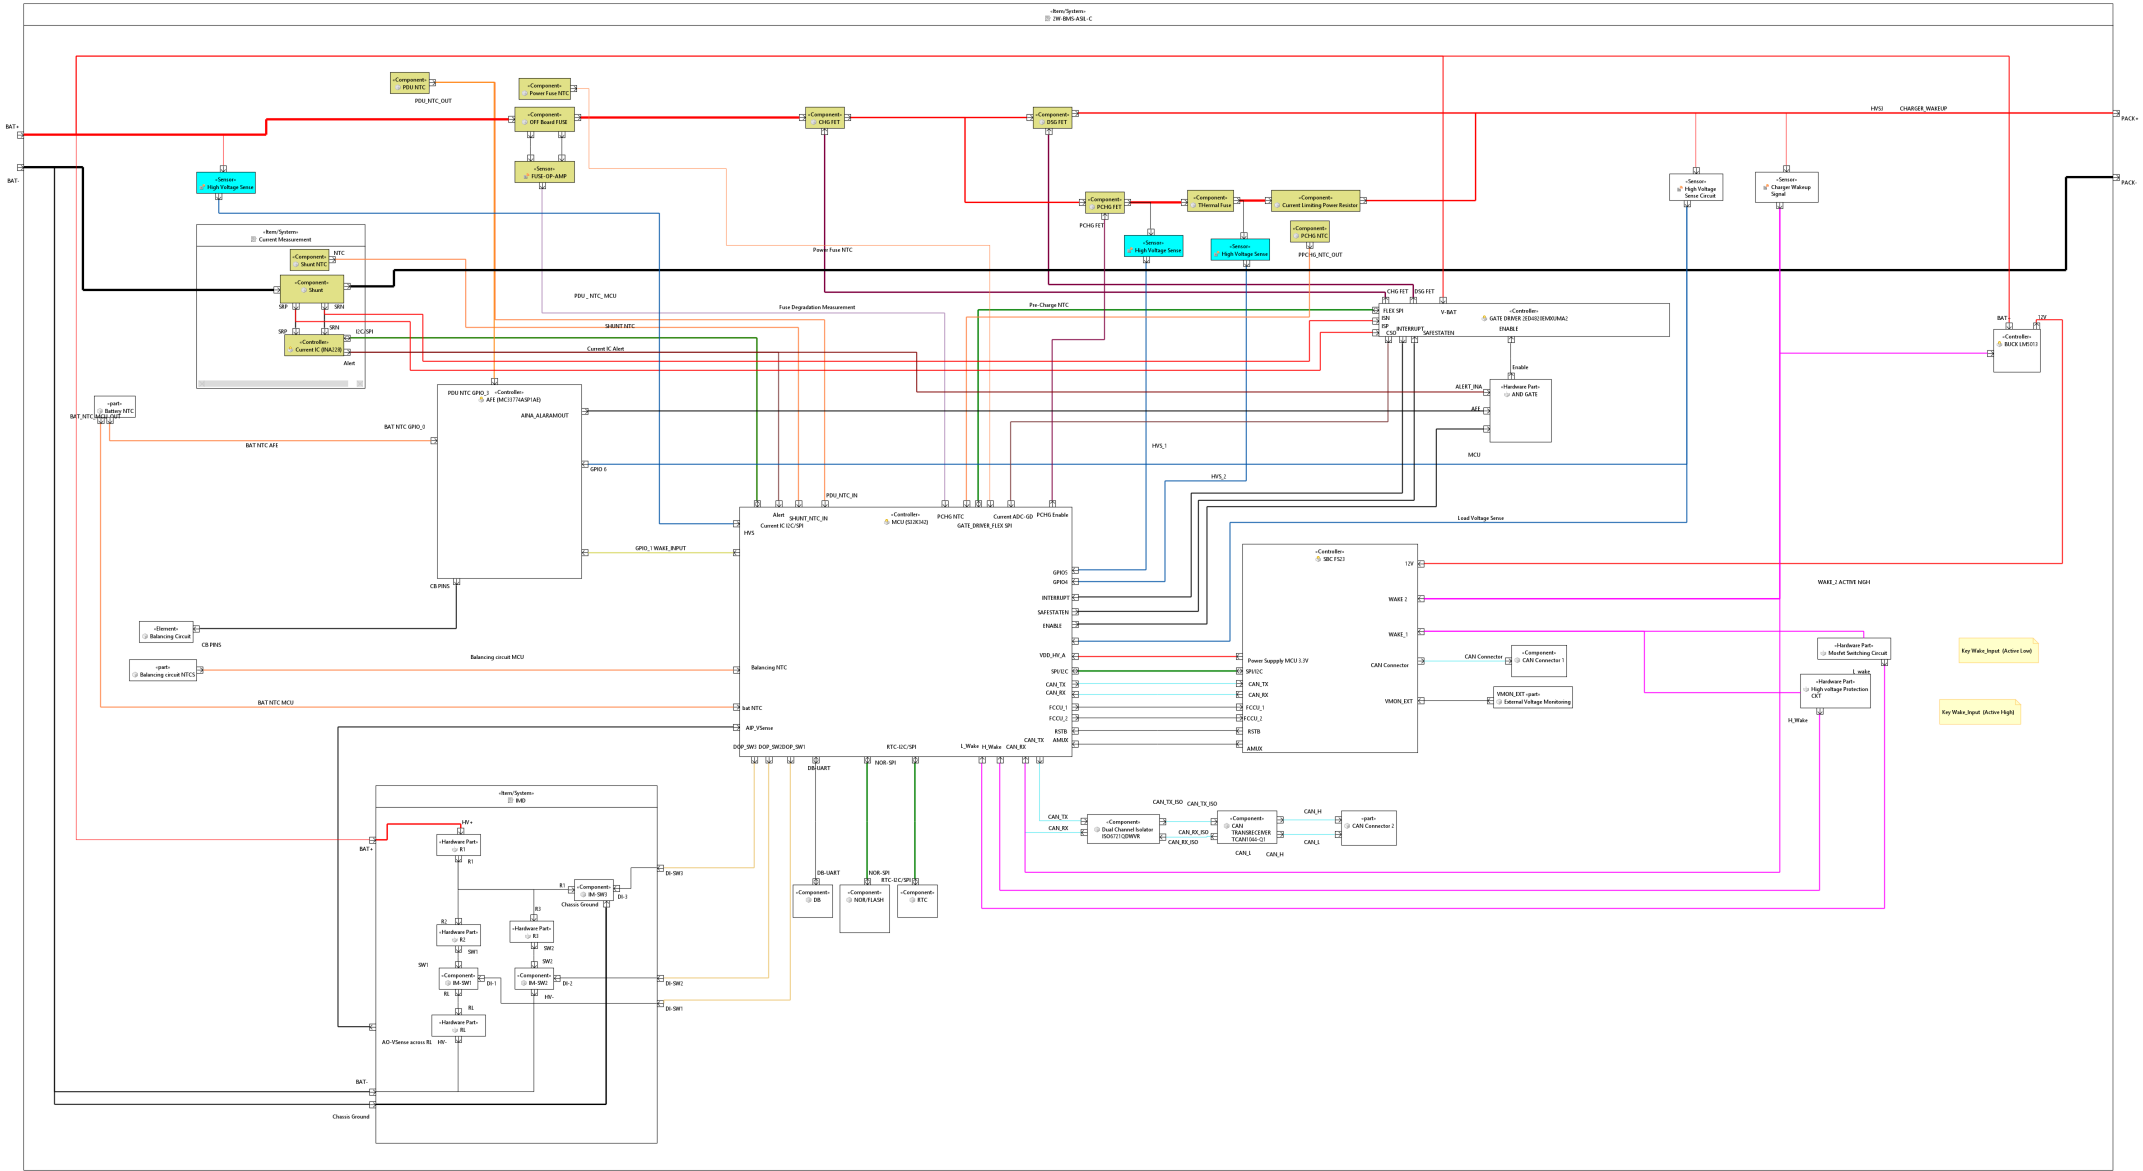 «Item/System»
2W-BMS-ASIL-C
BAT+
BAT-
PACK+
PACK-
HVS3
CHARGER_WAKEUP
«Component»
PDU NTC
PDU_NTC_OUT
«Component»
Power Fuse NTC
«Component»
OFF Board FUSE
«Sensor»
FUSE-OP-AMP
«Component»
CHG FET
«Component»
DSG FET
«Sensor»
High Voltage Sense
«Component»
PCHG FET
PCHG FET
«Component»
THermal Fuse
«Component»
Current Limiting Power Resistor
«Component»
PCHG NTC
PPCHG_NTC_OUT
«Sensor»
High Voltage Sense
«Sensor»
High Voltage Sense
«Sensor»
High Voltage
Sense Circuit
«Sensor»
Charger Wakeup
Signal
«Item/System»
Current Measurement
«Component»
Shunt NTC
NTC
«Component»
Shunt
SRP
SRN
SRP
SRN
I2C/SPI
«Controller»
Current IC (INA228)
Alert
Power Fuse NTC
PDU _ NTC_ MCU
Fuse Degradation Measurement
Pre-Charge NTC
SHUNT NTC
Current IC Alert
CHG FET
DSG FET
V-BAT
FLEX SPI
ISN
ISP
CSO
INTERRUPT
SAFESTATEN
ENABLE
«Controller»
GATE DRIVER 2ED4820EMXUMA2
BAT-
12V
«Controller»
BUCK LM5013
Enable
«Hardware Part»
AND GATE
ALERT_INA
AFE
MCU
«part»
Battery NTC
BAT_NTC_MCU_OUT
BAT NTC AFE
BAT NTC GPIO_0
PDU NTC GPIO_3
«Controller»
AFE (MC33774ASP1AE)
AINA_ALARAMOUT
GPIO 6
CB PINS
GPIO_1 WAKE_INPUT
HVS_1
HVS_2
Load Voltage Sense
PDU_NTC_IN
Alert
Current IC I2C/SPI
SHUNT_NTC_IN
«Controller»
MCU (S32K342)
PCHG NTC
GATE_DRIVER_FLEX SPI
Current ADC-GD
PCHG Enable
HVS
GPIO5
GPIO4
INTERRUPT
SAFESTATEN
ENABLE
VDD_HV_A
SPI/I2C
CAN_TX
CAN_RX
FCCU_1
FCCU_2
RSTB
AMUX
CAN_TX
Balancing NTC
bat NTC
AIP_VSense
DOP_SW3
DOP_SW2
DOP_SW1
RTC-I2C/SPI
L_Wake
H_Wake
CAN_RX
DB-UART
NOR-SPI
«Controller»
SBC FS23
12V
WAKE 2
WAKE_1
CAN Connector
VMON_EXT
Power Suppply MCU 3.3V
SPI/I2C
CAN_TX
CAN_RX
FCCU_1
FCCU_2
RSTB
AMUX
WAKE_2 ACTIVE hIGH
CAN Connector
«Component»
CAN Connector 1
VMON_EXT
«part»
External Voltage Monitoring
«Hardware Part»
Mosfet Switching Circuit
L_wake
«Hardware Part»
High voltage Protection
CKT
H_Wake
Key Wake_Input (Active Low)
Key Wake_Input (Active High)
«Element»
Balancing Circuit
CB PINS
Balancing circuit MCU
«part»
Balancing circuit NTCS
BAT NTC MCU
«Item/System»
IMD
HV+
«Hardware Part»
R1
R1
BAT+
R1
«Component»
IM-SW3
DI-3
Chassis Ground
DI-SW3
R2
R3
«Hardware Part»
R2
SW1
«Hardware Part»
R3
SW2
SW1
SW2
«Component»
IM-SW1
DI-1
«Component»
IM-SW2
DI-2
DI-SW2
RL
HV-
RL
DI-SW1
«Hardware Part»
RL
AO-VSense across RL
HV-
BAT-
Chassis Ground
DB-UART
NOR-SPI
RTC-I2C/SPI
«Component»
DB
«Component»
NOR/FLASH
«Component»
RTC
CAN_TX
CAN_RX
«Component»
Dual Channel Isolator
ISO6721QDWVR
CAN_TX_ISO
CAN_TX_ISO
CAN_RX_ISO
CAN_RX_ISO
«Component»
CAN
TRANSRECEIVER
TCAN1044-Q1
CAN_L
CAN_H
CAN_H
CAN_L
«part»
CAN Connector 2